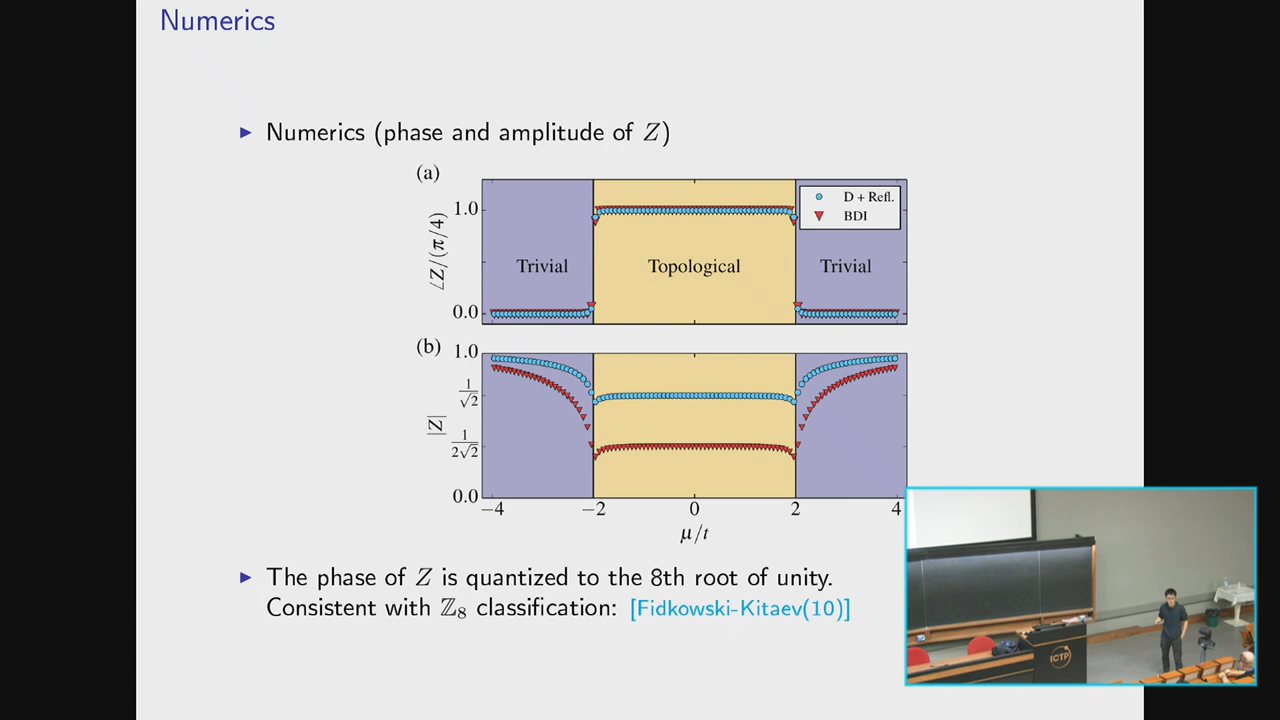 Numerics
▶ Numerics (phase and amplitude of Z)
(a)
1.0
0.0
∠Z/(π/4)
Trivial
Topological
Trivial
D + Refl.
BDI
(b)
1.0
1/√2
1/2√2
0.0
|Z|
−4 −2 0 2 4
μ/t
▶ The phase of Z is quantized to the 8th root of unity.
Consistent with ℤ₈ classification: [Fidkowski-Kitaev(10)]
ICTP